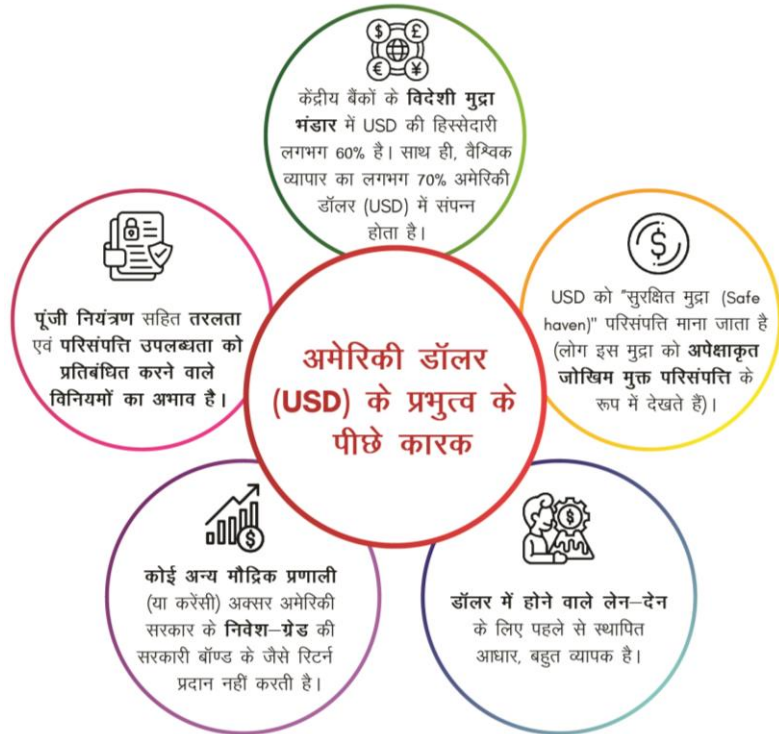 केंद्रीय बैंकों के विदेशी मुद्रा
भंडार में USD की हिस्सेदारी
लगभग 60% है। साथ ही, वैश्विक
व्यापार का लगभग 70% अमेरिकी
डॉलर (USD) में संपन्न
होता है।
पूंजी नियंत्रण सहित तरलता
एवं परिसंपत्ति उपलब्धता को
प्रतिबंधित करने वाले
विनियमों का अभाव है।
USD को "सुरक्षित मुद्रा (Safe
haven)" परिसंपत्ति माना जाता है
(लोग इस मुद्रा को अपेक्षाकृत
जोखिम मुक्त परिसंपत्ति के
रूप में देखते हैं)।
अमेरिकी डॉलर
(USD) के प्रभुत्व के
पीछे कारक
कोई अन्य मौद्रिक प्रणाली
(या करेंसी) अक्सर अमेरिकी
सरकार के निवेश–ग्रेड की
सरकारी बॉण्ड के जैसे रिटर्न
प्रदान नहीं करती है।
डॉलर में होने वाले लेन–देन
के लिए पहले से स्थापित
आधार, बहुत व्यापक है।